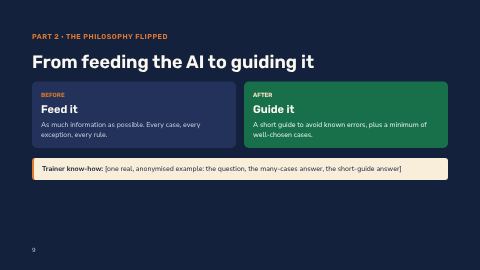 PART 2 • THE PHILOSOPHY FLIPPED
From feeding the AI to guiding it
BEFORE
Feed it
As much information as possible. Every case, every
exception, every rule.
AFTER
Guide it
A short guide to avoid known errors, plus a minimum of
well-chosen cases.
Trainer know-how: [one real, anonymised example: the question, the many-cases answer, the short-guide answer]
9